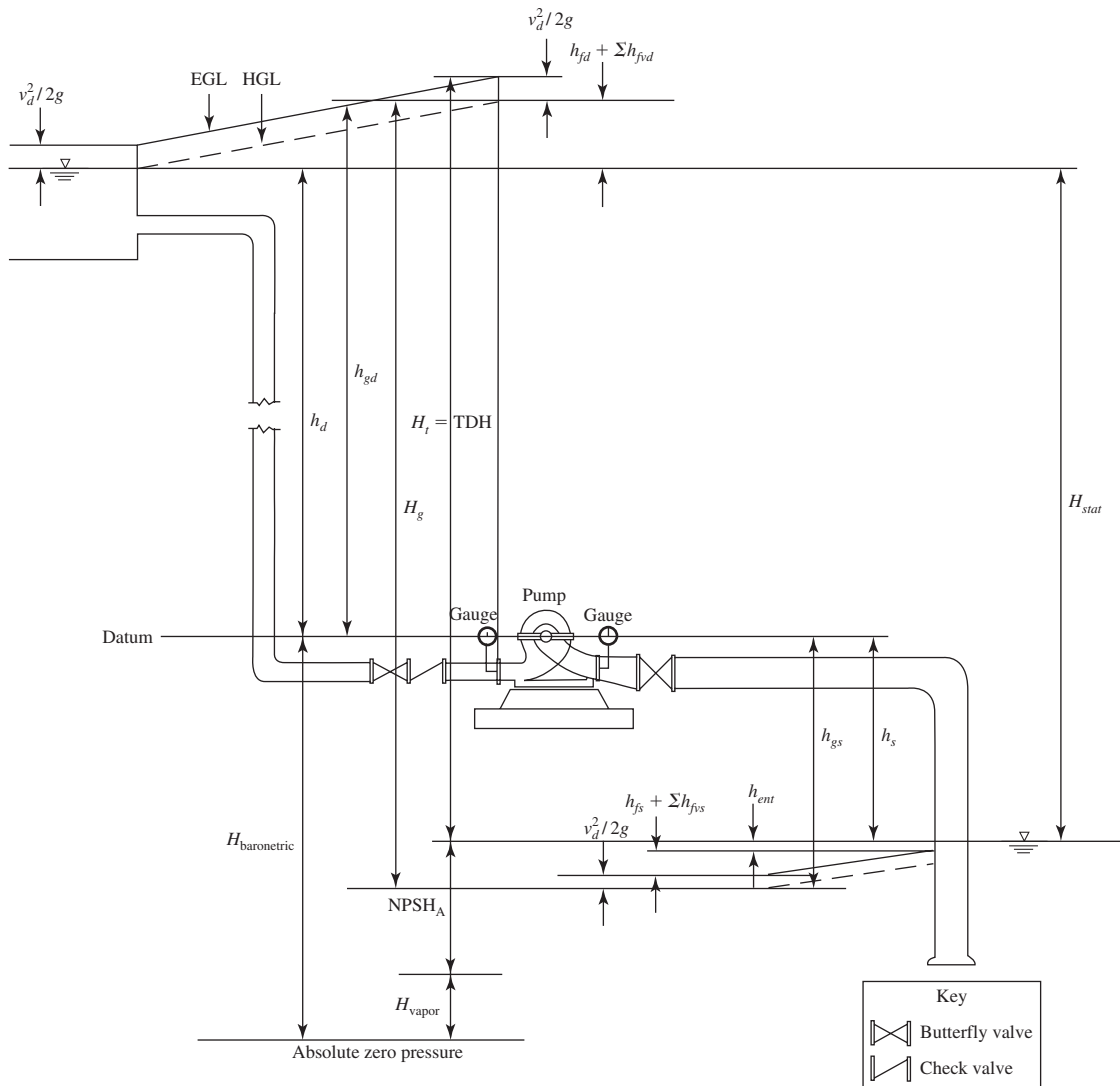 v_d^2/2g
h_fd + Σh_fvd
EGL HGL
v_d^2/2g
h_gd
h_d
H_t = TDH
H_g
H_stat
Pump
Gauge Gauge
Datum
h_gs
h_s
h_fs + Σh_fvs
h_ent
v_d^2/2g
H_baronetric
NPSH_A
H_vapor
Absolute zero pressure
Key
Butterfly valve
Check valve